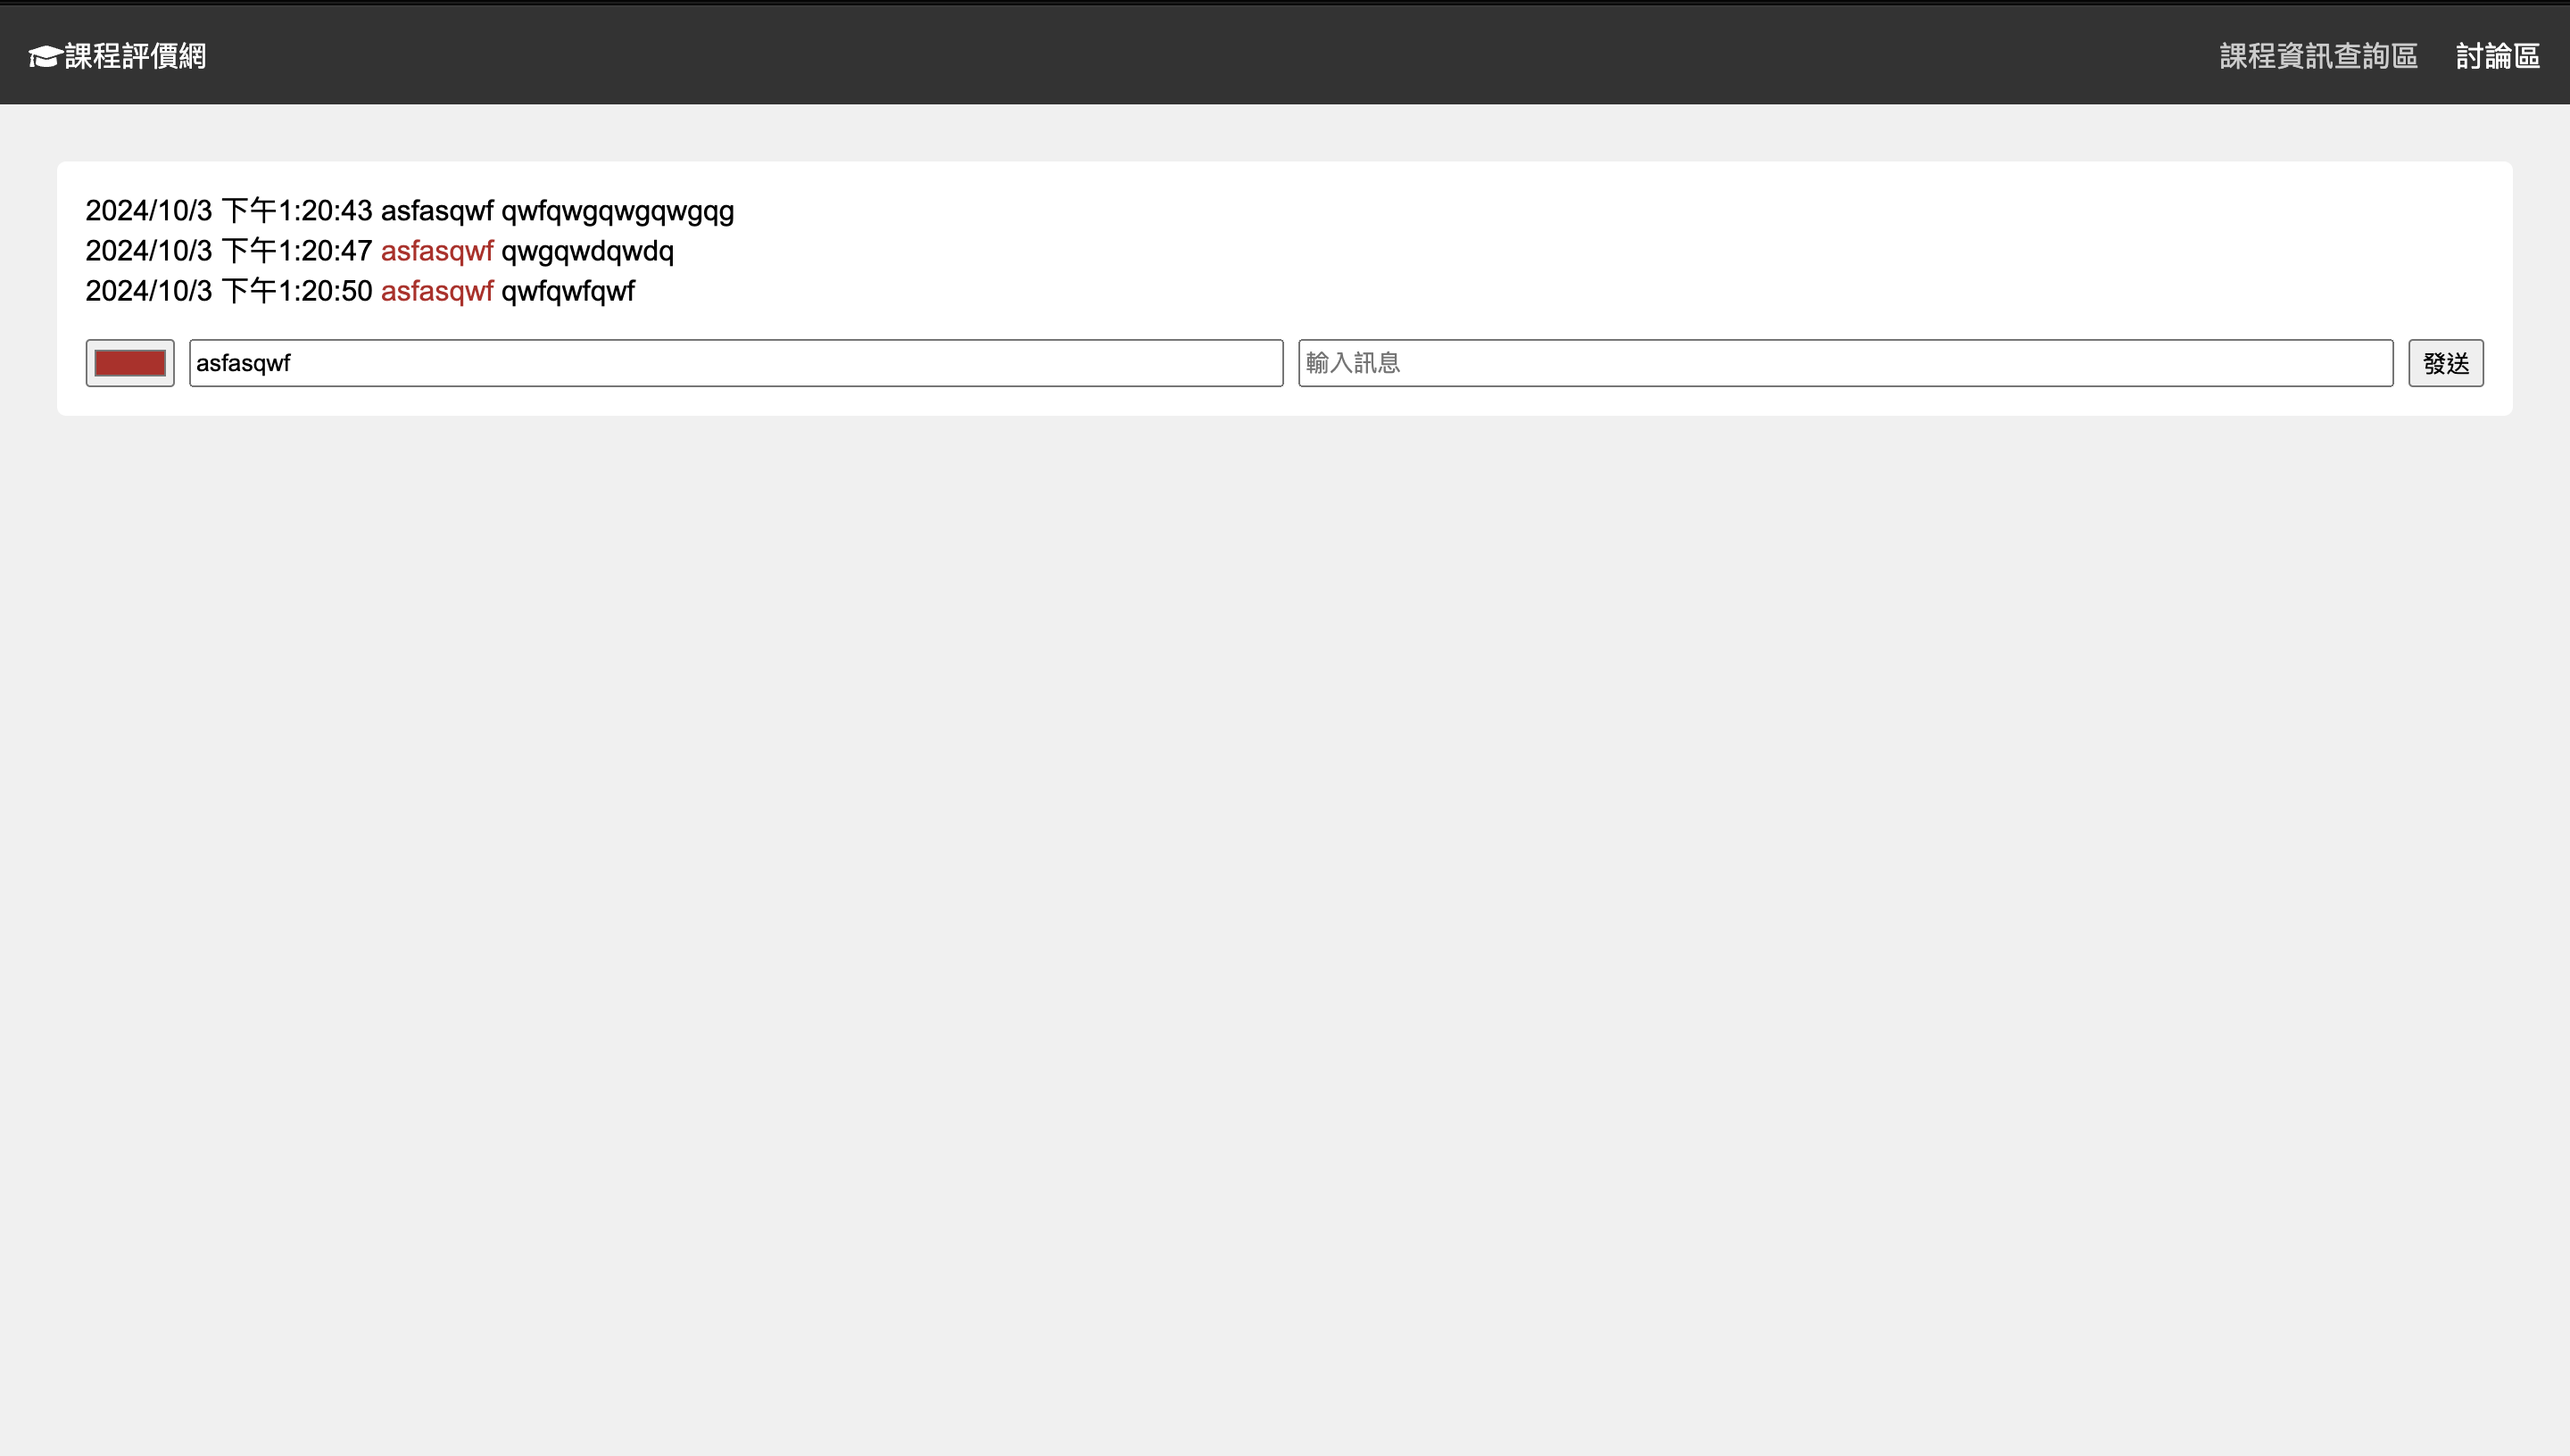 課程評價網
課程資訊查詢區 討論區
2024/10/3 下午1:20:43 asfasqwf qwfqwgqwgqwgqg
2024/10/3 下午1:20:47 asfasqwf qwgqwdqwdq
2024/10/3 下午1:20:50 asfasqwf qwfqwfqwf
asfasqwf 輸入訊息 發送